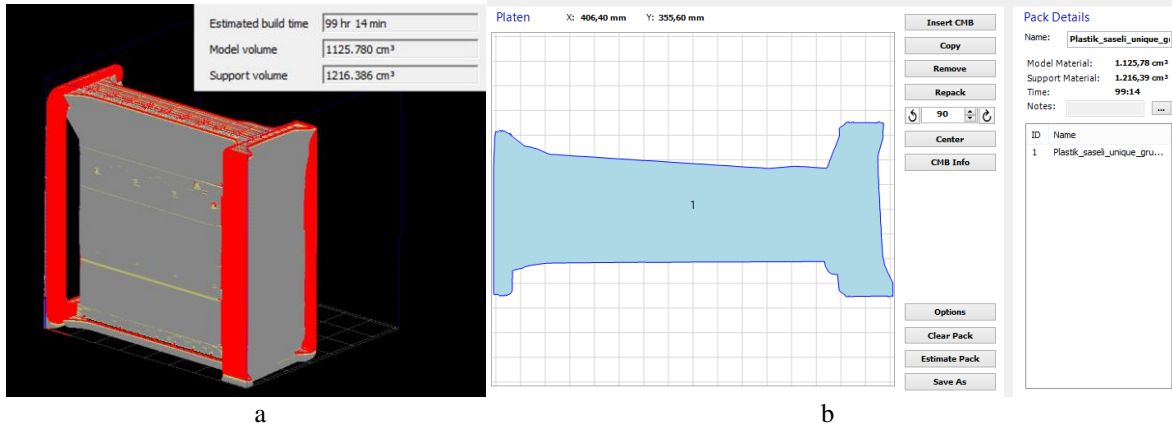 Estimated build time 99 hr 14 min
Model volume 1125.780 cm³
Support volume 1216.386 cm³
a
Platen X: 406,40 mm Y: 355,60 mm
1
Insert CMB
Copy
Remove
Repack
90
Center
CMB Info
Options
Clear Pack
Estimate Pack
Save As
Pack Details
Name: Plastik_saseli_unique_gr
Model Material: 1.125,78 cm³
Support Material: 1.216,39 cm³
Time: 99:14
Notes: ...
ID Name
1 Plastik_saseli_unique_gru...
b